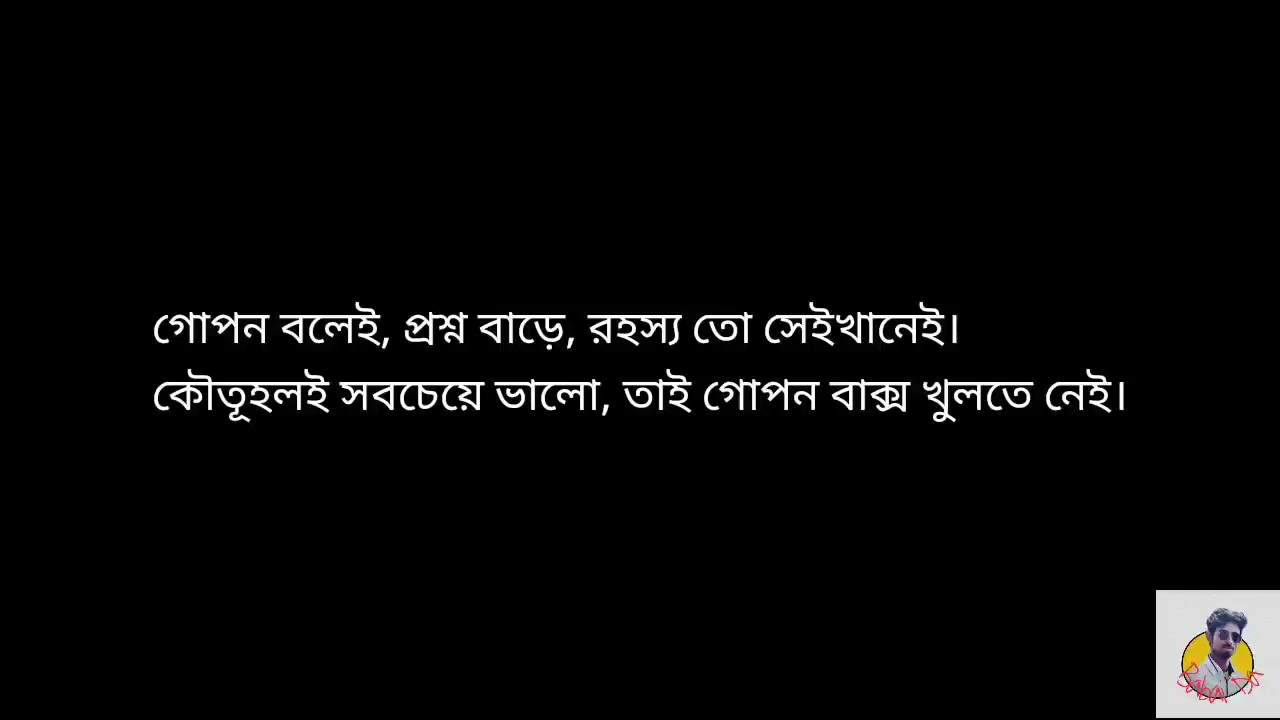 গোপন বলেই, প্রশ্ন বাড়ে, রহস্য তো সেইখানেই।
কৌতূহলই সবচেয়ে ভালো, তাই গোপন বাক্স খুলতে নেই।